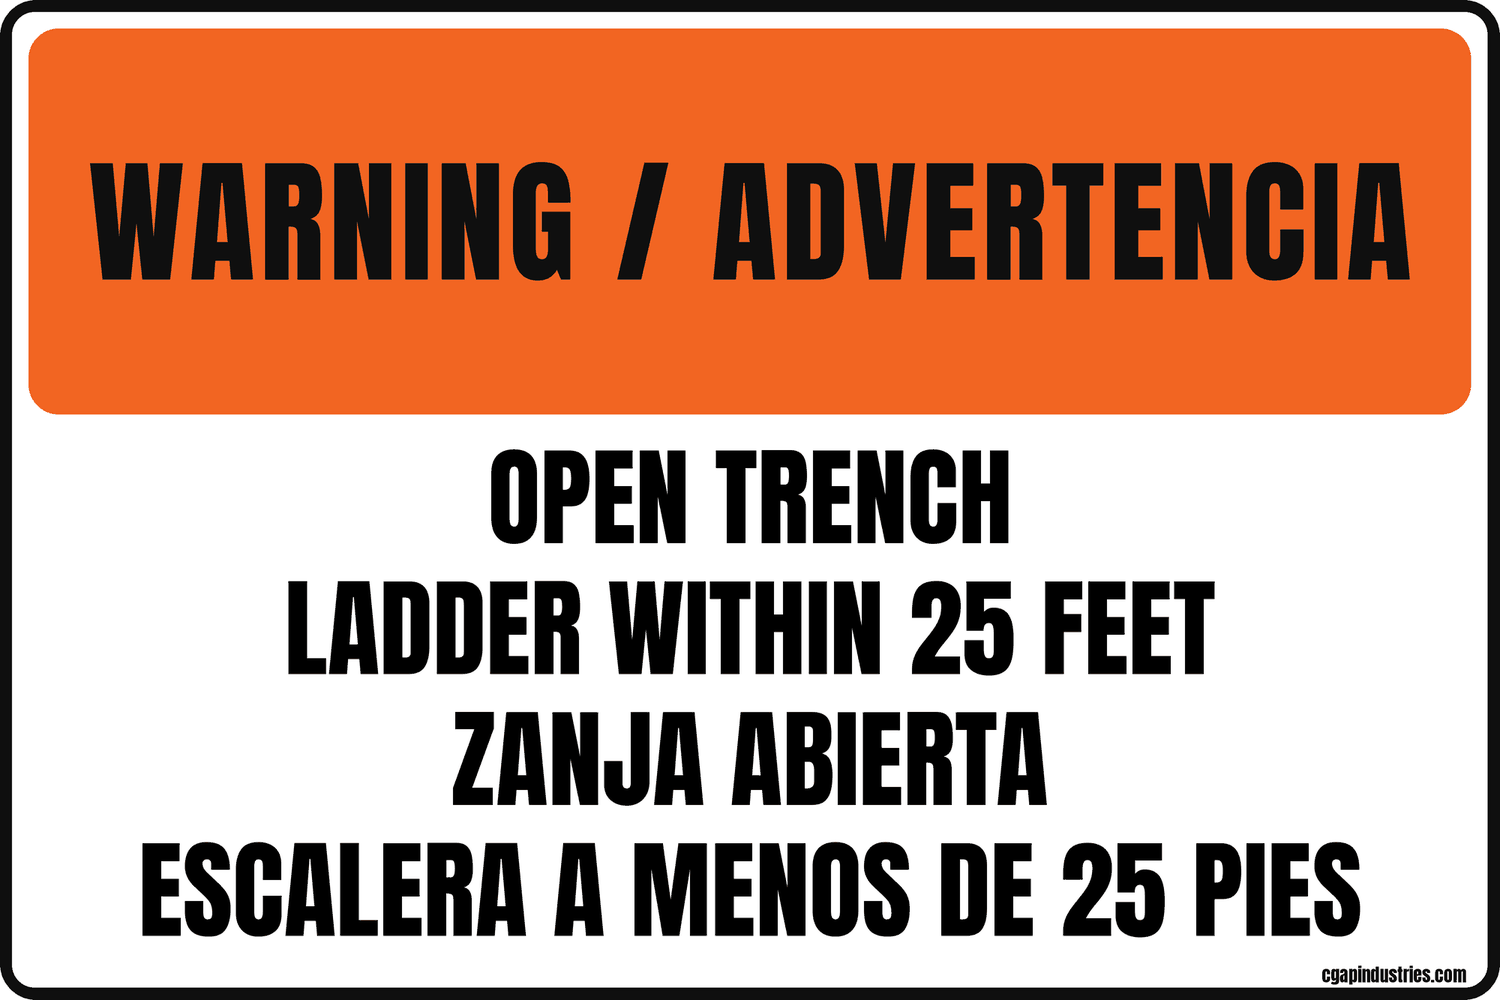 WARNING / ADVERTENCIA
OPEN TRENCH
LADDER WITHIN 25 FEET
ZANJA ABIERTA
ESCALERA A MENOS DE 25 PIES
cgapindustries.com